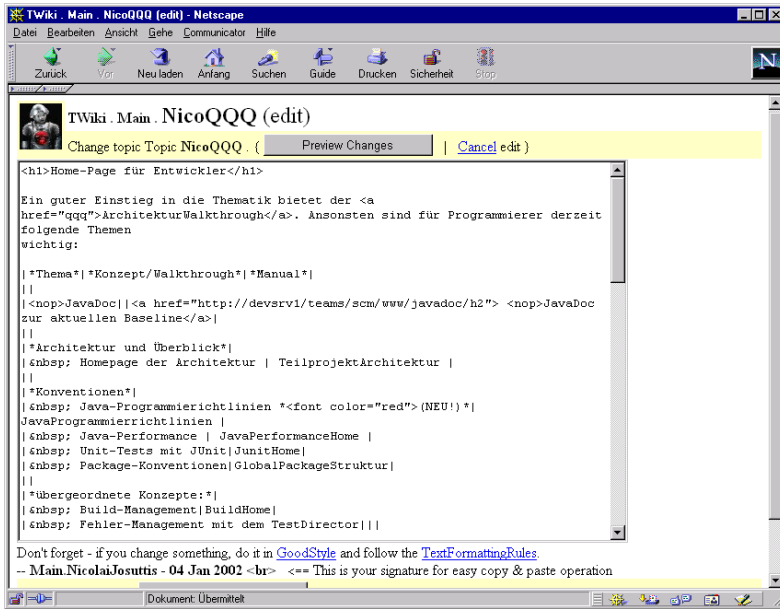 TWiki . Main . NicoQQQ (edit) - Netscape
Datei Bearbeiten Ansicht Gehe Communicator Hilfe
Zurück Vor Neu laden Anfang Suchen Guide Drucken Sicherheit Stop
N
TWiki . Main . NicoQQQ (edit)
Change topic Topic NicoQQQ . { Preview Changes | Cancel edit }
<h1>Home-Page für Entwickler</h1>
Ein guter Einstieg in die Thematik bietet der <a
href="qqq">ArchitekturWalkthrough</a>. Ansonsten sind für Programmierer derzeit
folgende Themen
wichtig:
|*Thema*|*Konzept/Walkthrough*|*Manual*|
||
|<nop>JavaDoc||<a href="http://devsrv1/teams/scm/www/javadoc/h2"> <nop>JavaDoc
zur aktuellen Baseline</a>|
||
|*Architektur und Überblick*|
|&nbsp; Homepage der Architektur | TeilprojektArchitektur |
||
|*Konventionen*|
|&nbsp; Java-Programmierichtlinien *<font color="red">(NEU!)*|
JavaProgrammierrichtlinien |
|&nbsp; Java-Performance | JavaPerformanceHome |
|&nbsp; Unit-Tests mit JUnit|JunitHome|
|&nbsp; Package-Konventionen|GlobalPackageStruktur|
||
|*übergeordnete Konzepte:*|
|&nbsp; Build-Management|BuildHome|
|&nbsp; Fehler-Management mit dem TestDirector|||
Don't forget - if you change something, do it in GoodStyle and follow the TextFormattingRules.
-- Main.NicolaiJosuttis - 04 Jan 2002 <br> <== This is your signature for easy copy & paste operation
Dokument: Übermittelt